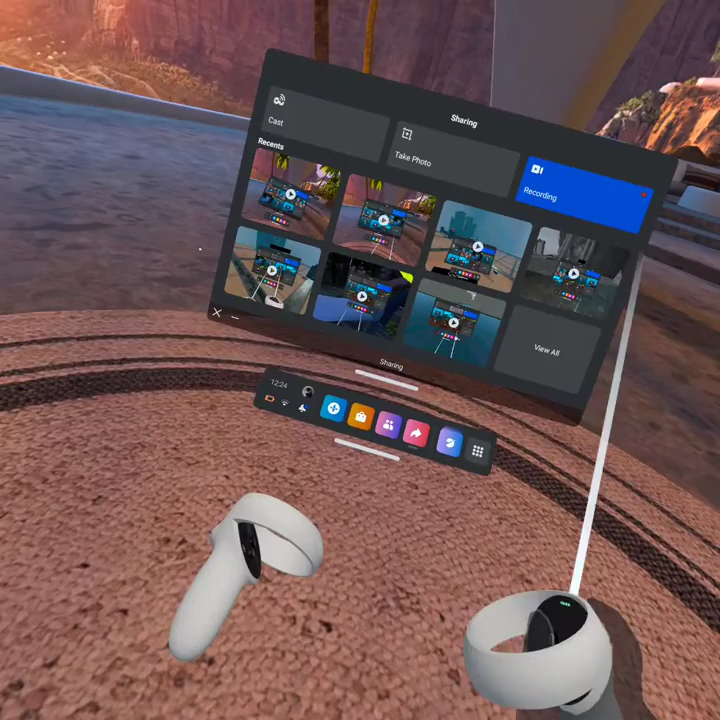 Sharing
Cast
Take Photo
Recording
Recents
View All
Sharing
12:24